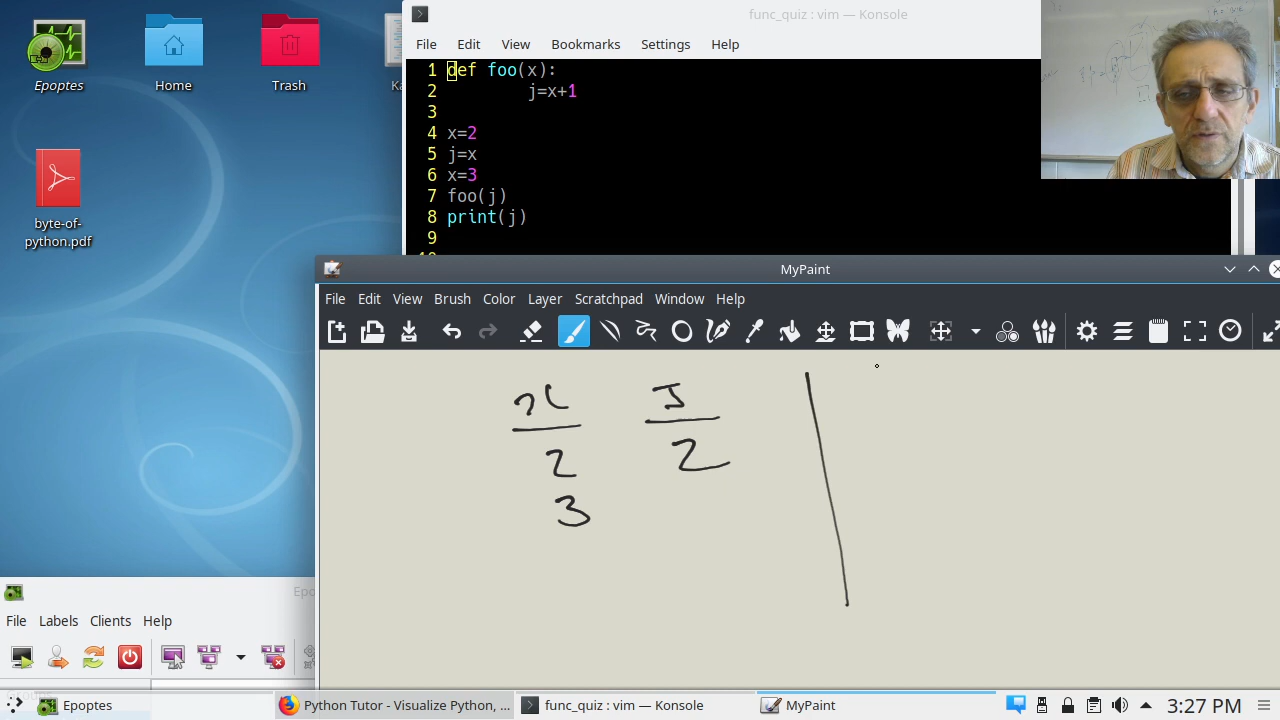 func_quiz : vim — Konsole
File Edit View Bookmarks Settings Help
1 def foo(x):
2 j=x+1
3
4 x=2
5 j=x
6 x=3
7 foo(j)
8 print(j)
9
Epoptes
Home
Trash
byte-of-
python.pdf
MyPaint
File Edit View Brush Color Layer Scratchpad Window Help
x J
2 2
3
File Labels Clients Help
Epoptes
Python Tutor - Visualize Python, ...
func_quiz : vim — Konsole
MyPaint
3:27 PM